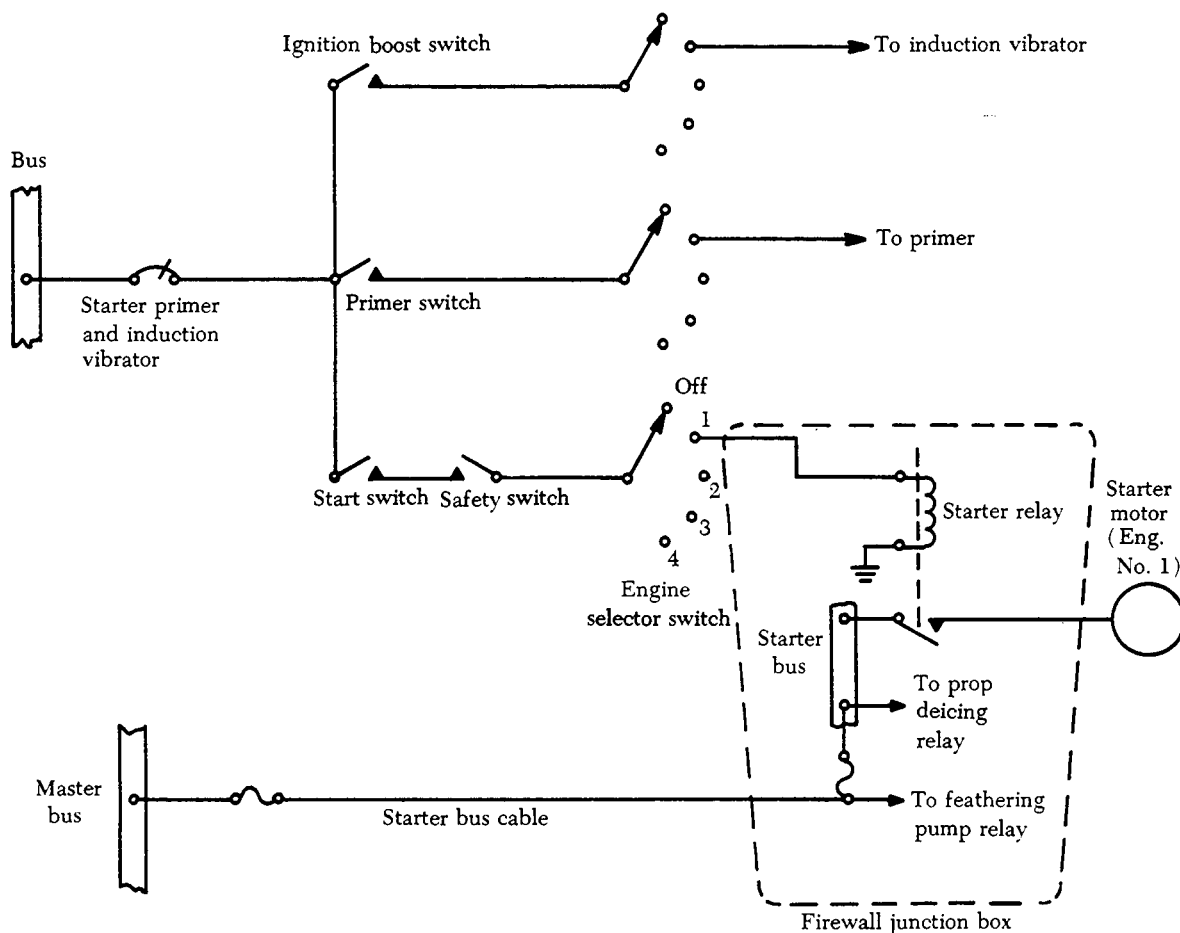 Ignition boost switch
To induction vibrator
Bus
To primer
Starter primer
and induction
vibrator
Primer switch
Off
1
2
3
4
Start switch
Safety switch
Engine
selector switch
Starter relay
Starter
motor
(Eng.
No. 1)
Starter
bus
To prop
deicing
relay
Master
bus
Starter bus cable
To feathering
pump relay
Firewall junction box